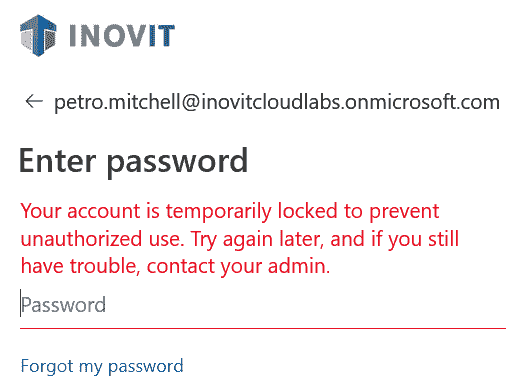 INOVIT
← petro.mitchell@inovitcloudlabs.onmicrosoft.com
Enter password
Your account is temporarily locked to prevent
unauthorized use. Try again later, and if you still
have trouble, contact your admin.
Password
Forgot my password